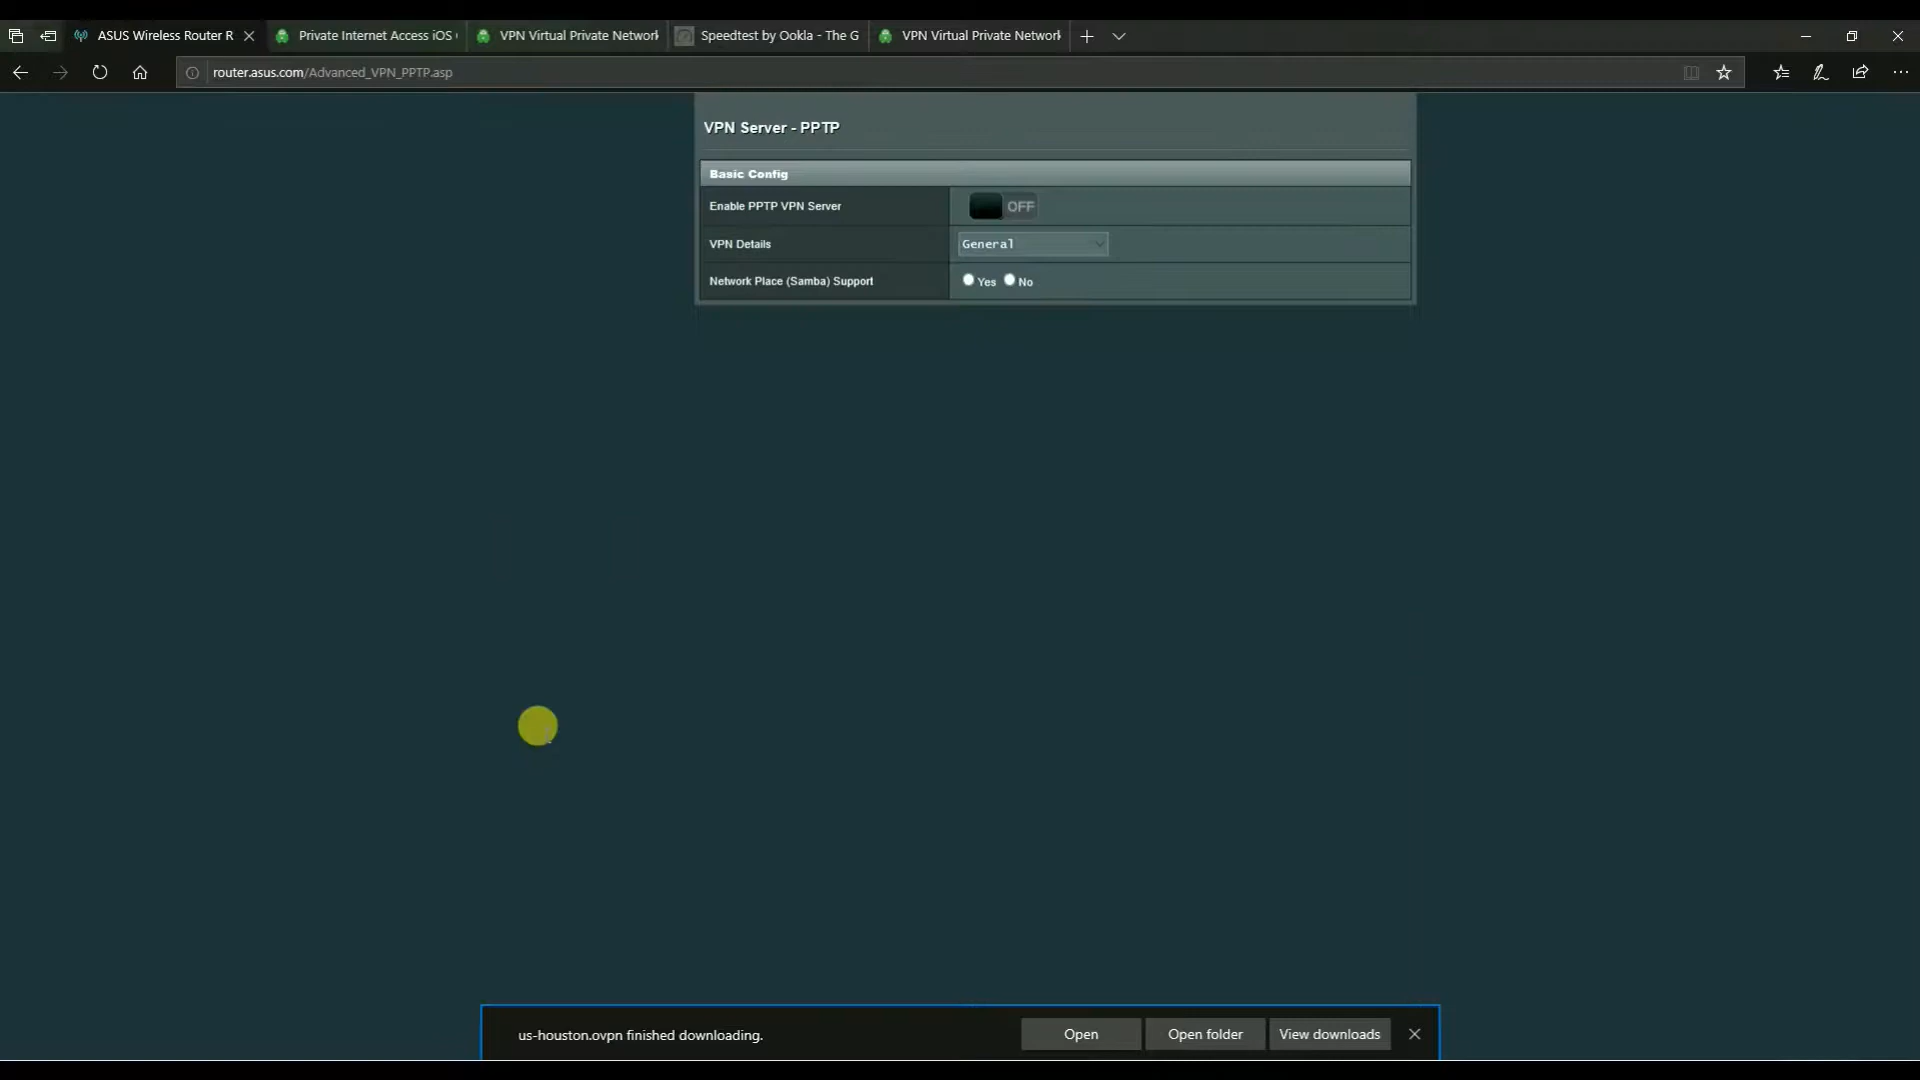 ASUS Wireless Router R
Private Internet Access iOS
VPN Virtual Private Network
Speedtest by Ookla - The G
VPN Virtual Private Network
router.asus.com/Advanced_VPN_PPTP.asp
VPN Server - PPTP
Basic Config
Enable PPTP VPN Server
OFF
VPN Details
General
Network Place (Samba) Support
Yes No
us-houston.ovpn finished downloading.
Open
Open folder
View downloads